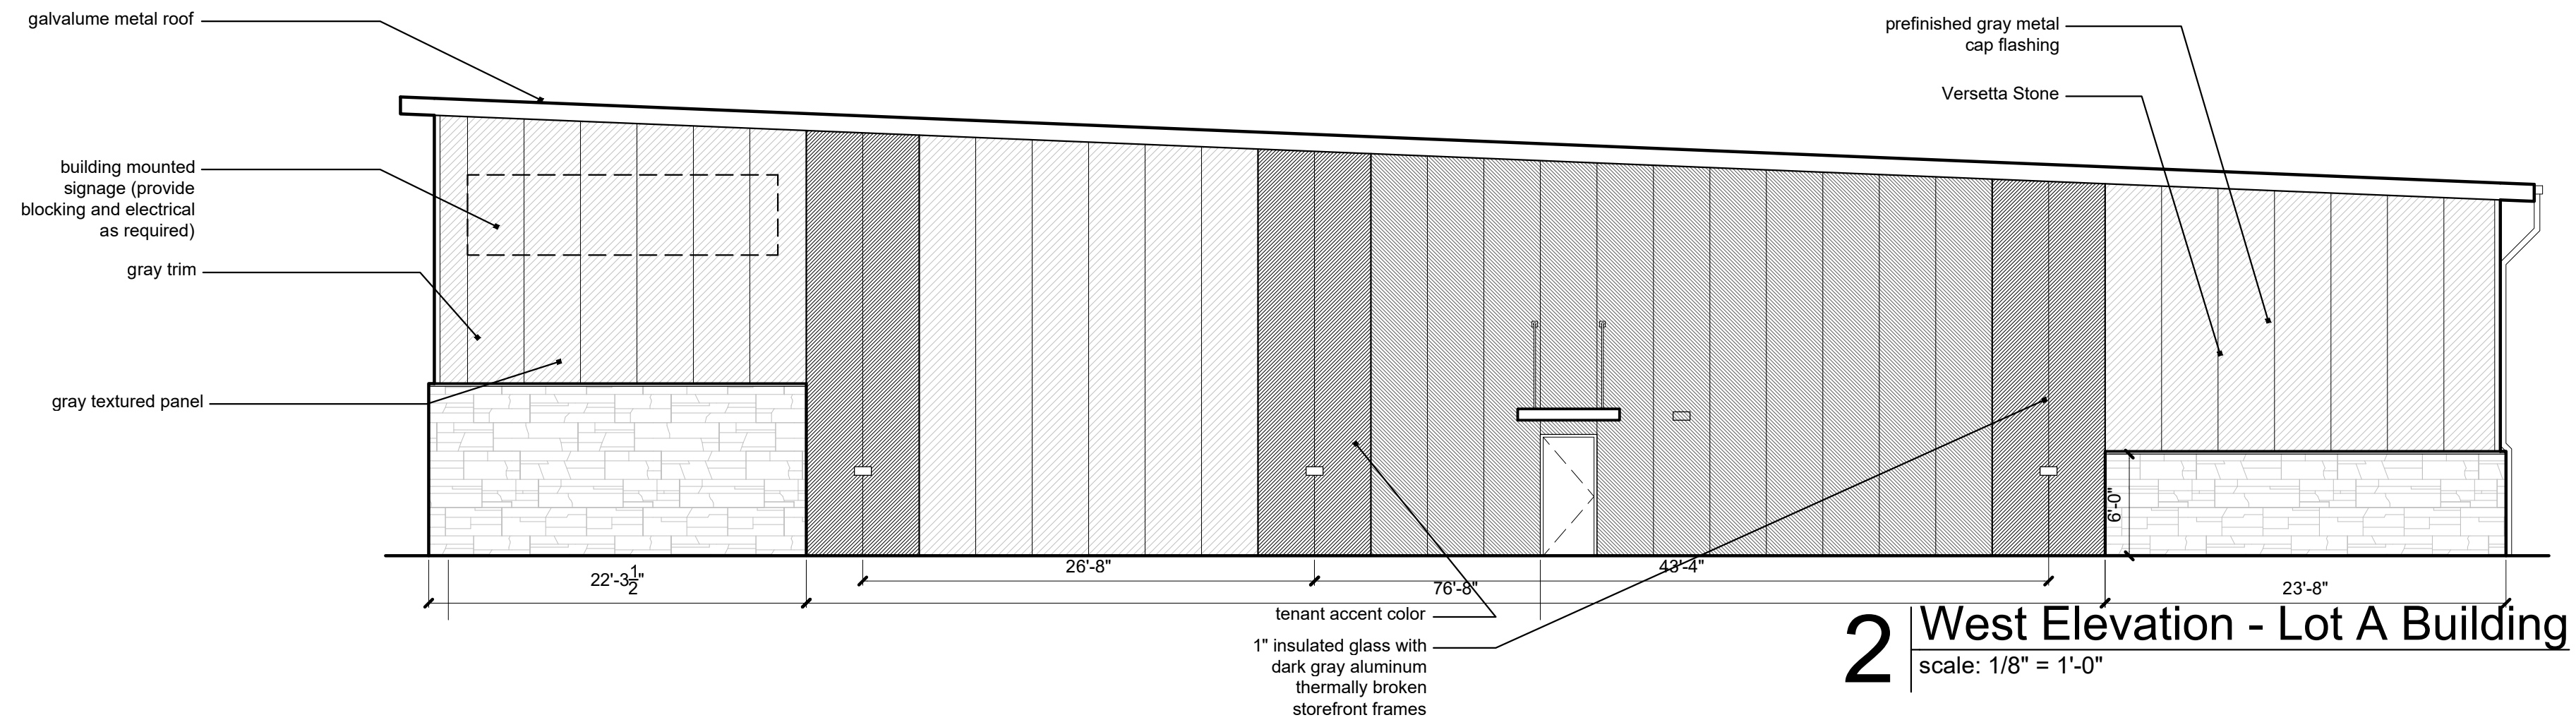 galvalume metal roof
building mounted
signage (provide
blocking and electrical
as required)
gray trim
gray textured panel
prefinished gray metal
cap flashing
Versetta Stone
6'-0"
22'-3 1/2"
26'-8"
43'-4"
76'-8"
23'-8"
tenant accent color
1" insulated glass with
dark gray aluminum
thermally broken
storefront frames
2
West Elevation - Lot A Building
scale: 1/8" = 1'-0"